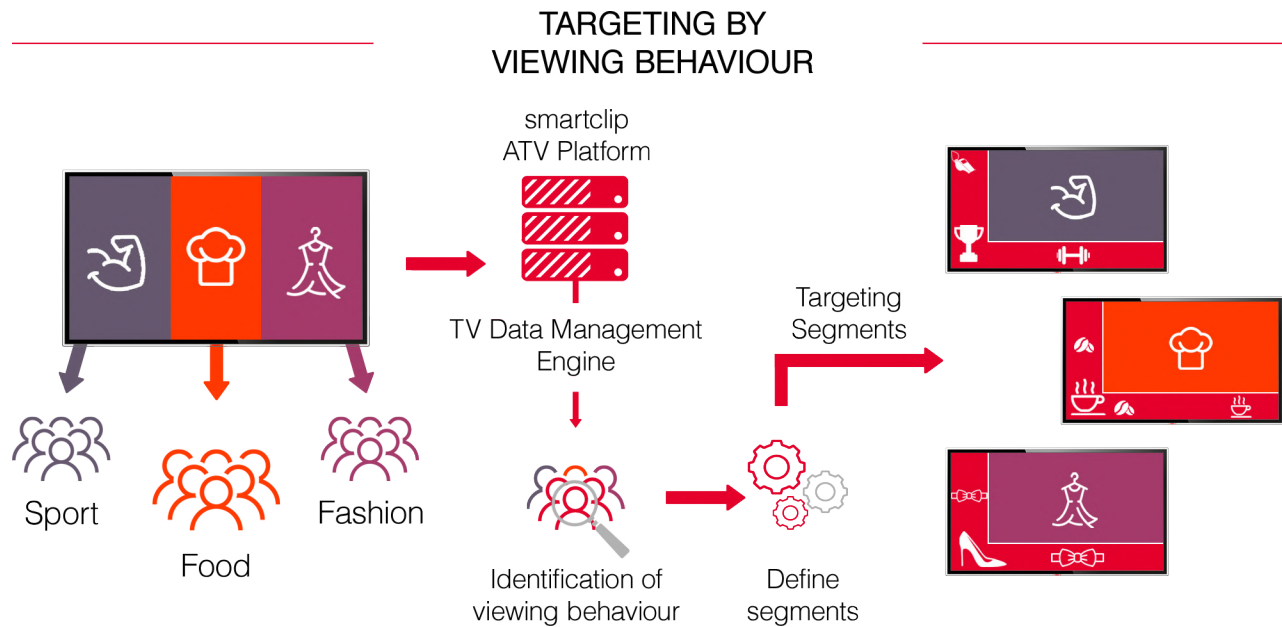 TARGETING BY
VIEWING BEHAVIOUR
smartclip
ATV Platform
TV Data Management
Engine
Targeting
Segments
Sport
Food
Fashion
Identification of
viewing behaviour
Define
segments